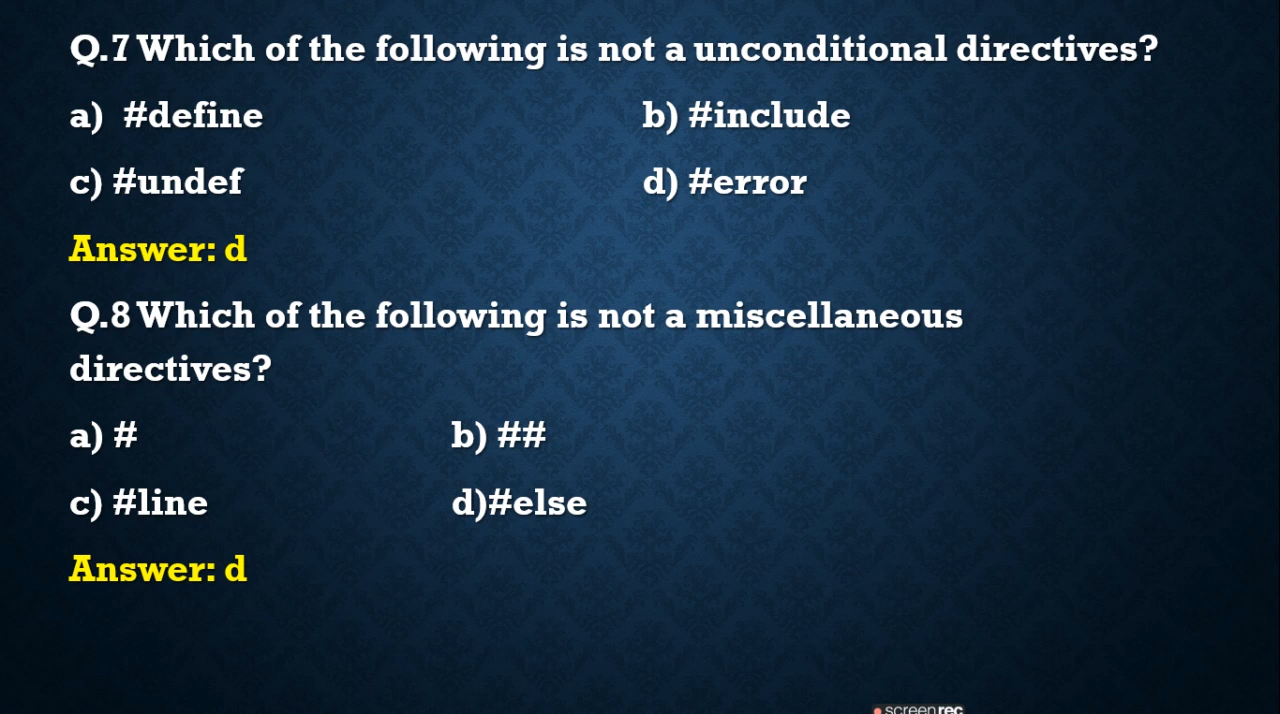 Q.7 Which of the following is not a unconditional directives?
a) #define b) #include
c) #undef d) #error
Answer: d
Q.8 Which of the following is not a miscellaneous
directives?
a) # b) ##
c) #line d)#else
Answer: d
screenrec